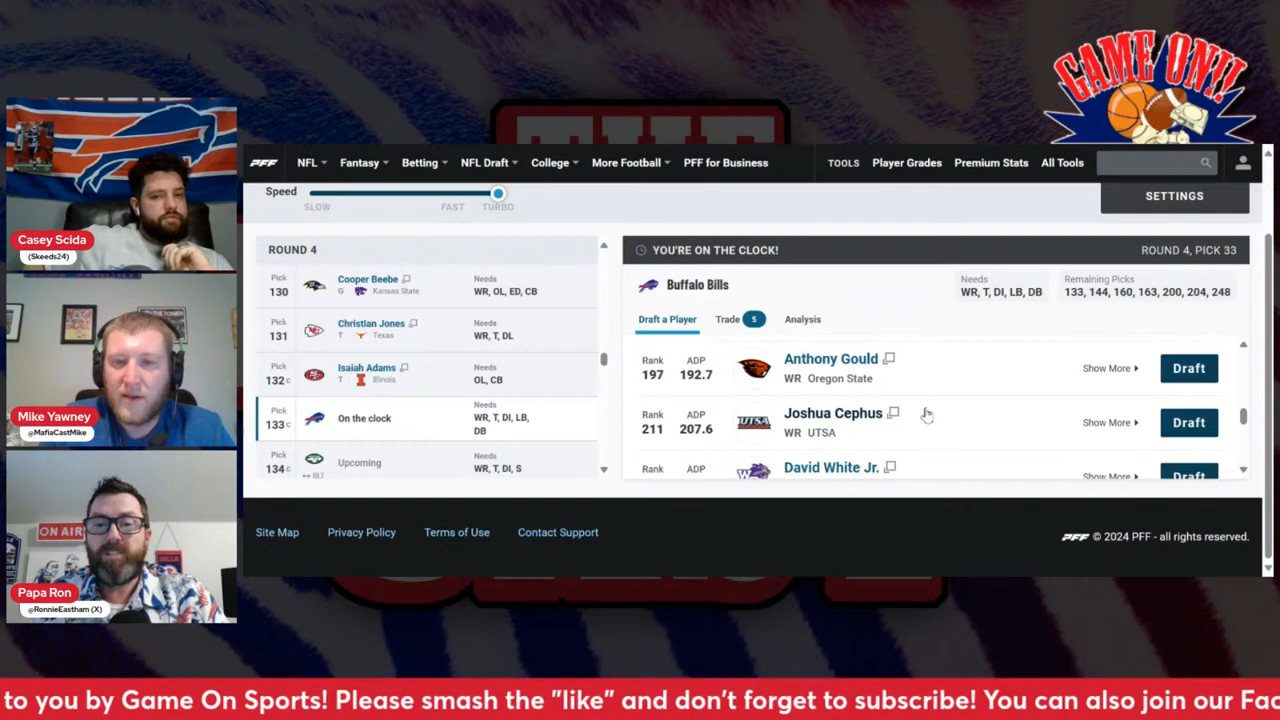 GAME ON!!
THE
PFF
NFL
Fantasy
Betting
NFL Draft
College
More Football
PFF for Business
TOOLS
Player Grades
Premium Stats
All Tools
Speed
SLOW
FAST
TURBO
SETTINGS
ROUND 4
Pick
130
Cooper Beebe
G
Kansas State
Needs
WR, OL, ED, CB
Pick
131
Christian Jones
T
Texas
Needs
WR, T, DL
Pick
132 c
Isaiah Adams
T
Illinois
Needs
OL, CB
Pick
133 c
On the clock
Needs
WR, T, DI, LB,
DB
Pick
134 c
BLT
Upcoming
Needs
WR, T, DI, S
YOU'RE ON THE CLOCK!
ROUND 4, PICK 33
Buffalo Bills
Needs
WR, T, DI, LB, DB
Remaining Picks
133, 144, 160, 163, 200, 204, 248
Draft a Player
Trade 5
Analysis
Rank
197
ADP
192.7
Anthony Gould
WR Oregon State
Show More
Draft
Rank
211
ADP
207.6
UTSA
Joshua Cephus
WR UTSA
Show More
Draft
Rank
ADP
W
David White Jr.
Show More
Draft
Site Map
Privacy Policy
Terms of Use
Contact Support
PFF © 2024 PFF - all rights reserved.
Casey Scida
(Skeeds24)
Mike Yawney
@MafiaCastMike
ON AIR
Papa Ron
@RonnieEastham (X)
to you by Game On Sports! Please smash the "like" and don't forget to subscribe! You can also join our Fac